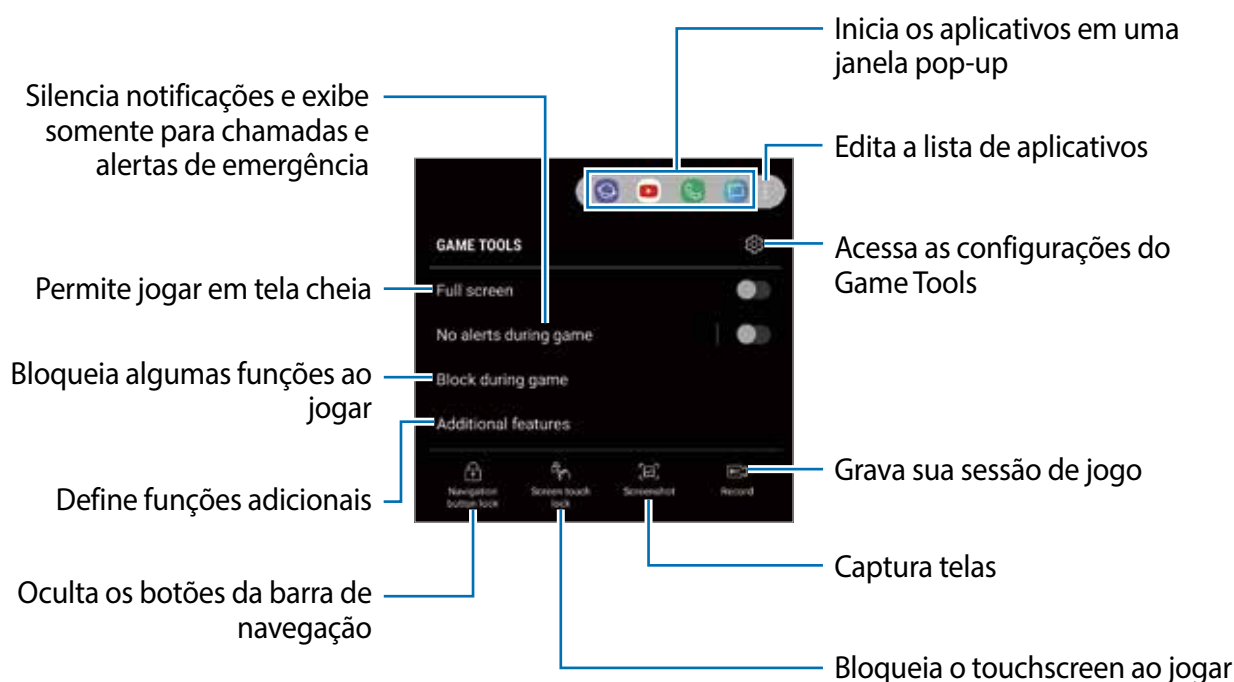 Inicia os aplicativos em uma
janela pop-up
Silencia notificações e exibe
somente para chamadas e
alertas de emergência
Edita a lista de aplicativos
GAME TOOLS
Acessa as configurações do
Game Tools
Permite jogar em tela cheia
Full screen
No alerts during game
Bloqueia algumas funções ao
jogar
Block during game
Additional features
Define funções adicionais
Navigation
button lock
Screen touch
lock
Screenshot
Record
Grava sua sessão de jogo
Captura telas
Oculta os botões da barra de
navegação
Bloqueia o touchscreen ao jogar